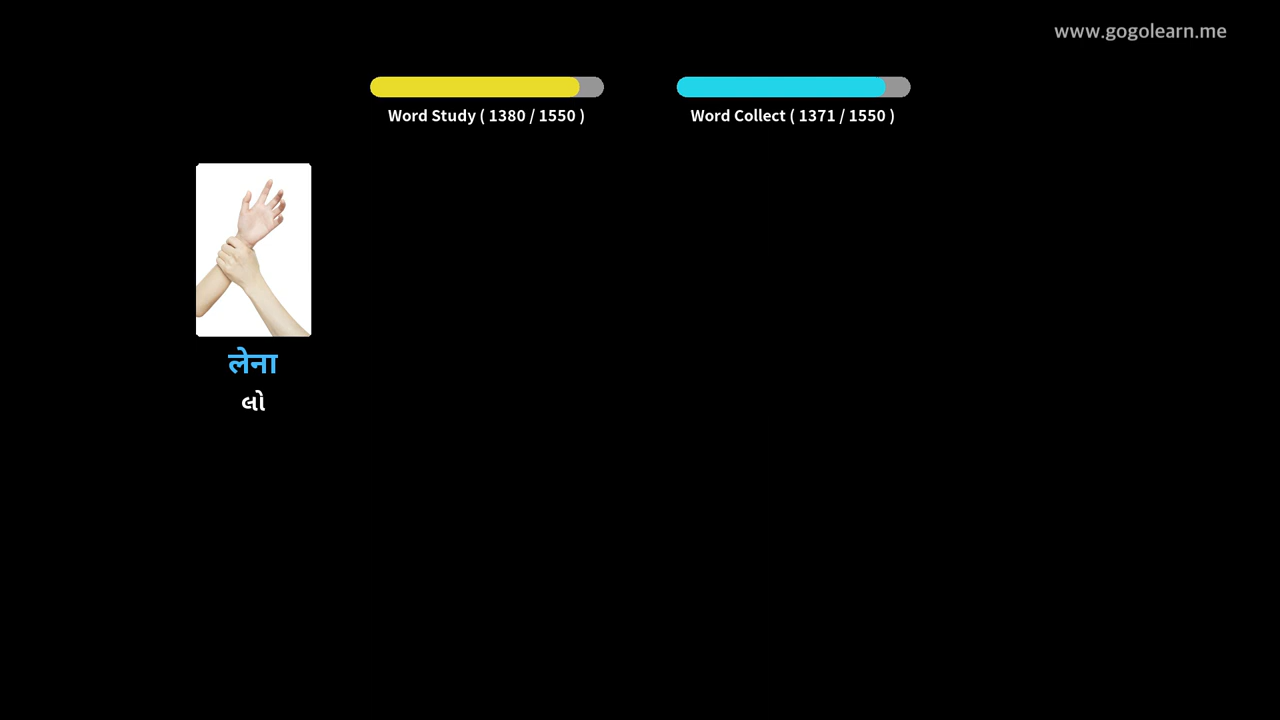 www.gogolearn.me
Word Study ( 1380 / 1550 )
Word Collect ( 1371 / 1550 )
लेना
લો